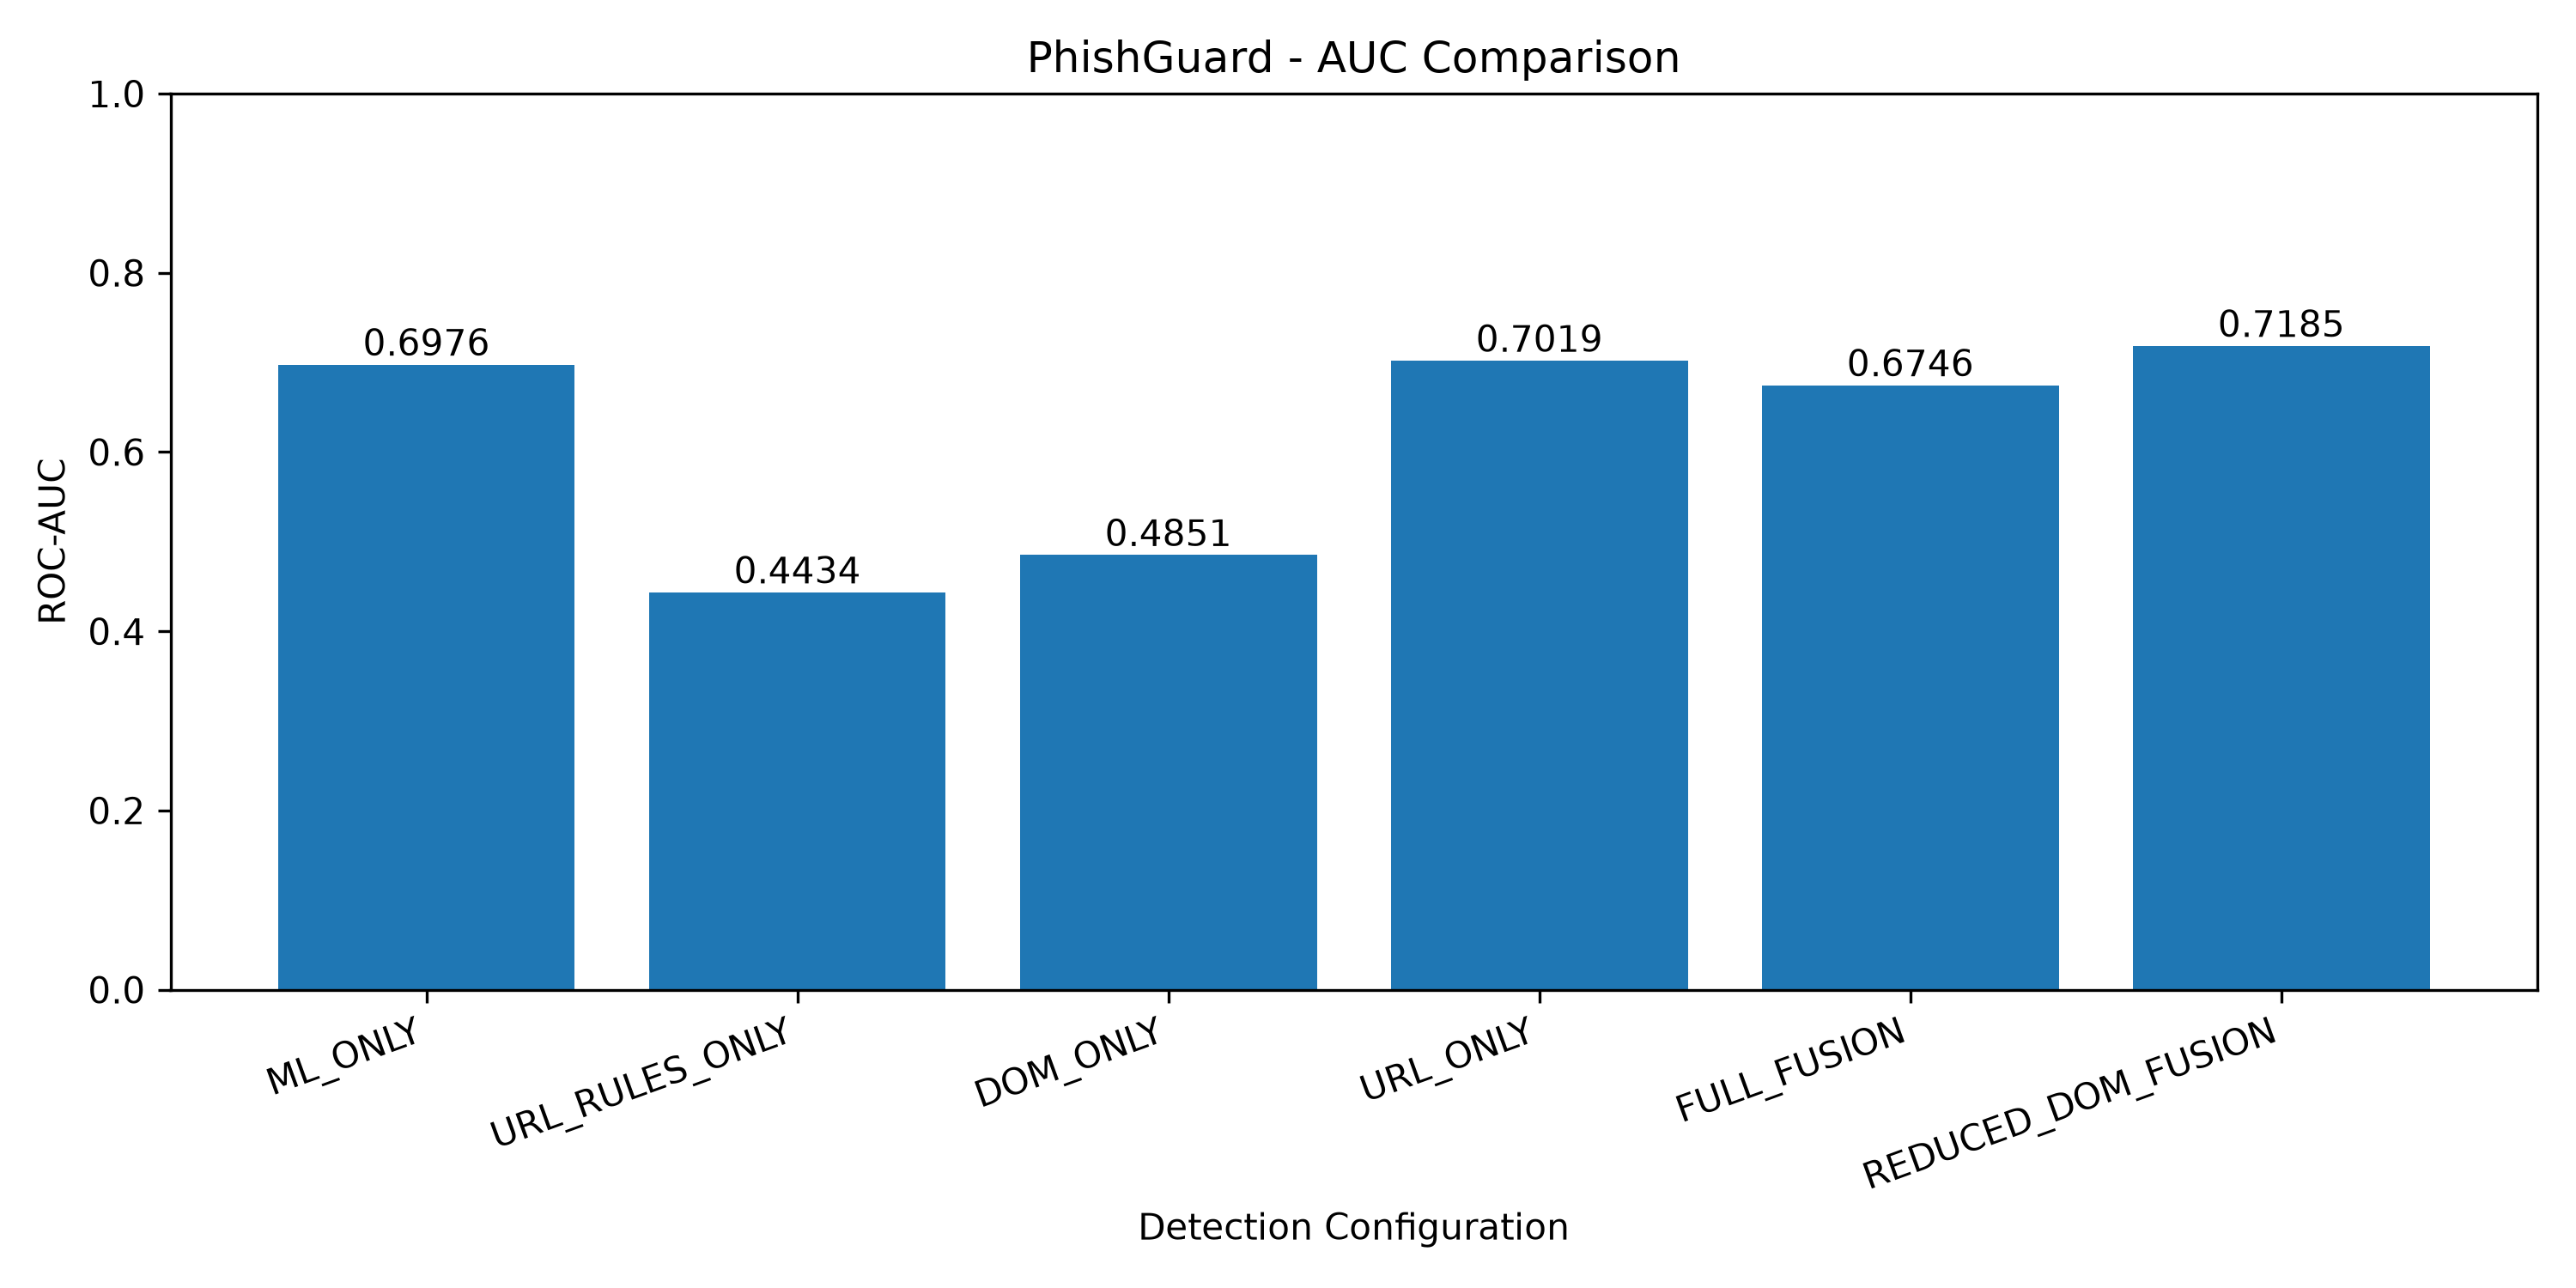 PhishGuard - AUC Comparison
1.0
0.8
0.6
0.4
0.2
0.0
ROC-AUC
0.6976
0.4434
0.4851
0.7019
0.6746
0.7185
ML_ONLY
URL_RULES_ONLY
DOM_ONLY
URL_ONLY
FULL_FUSION
REDUCED_DOM_FUSION
Detection Configuration